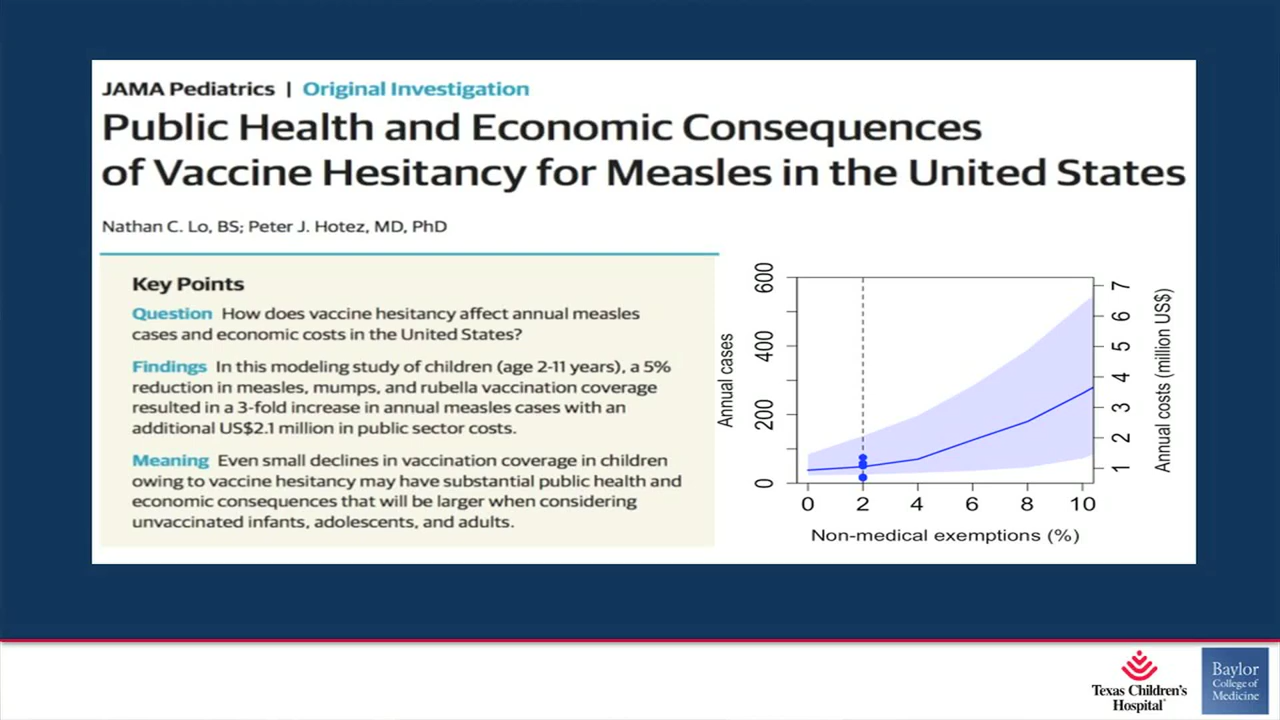 JAMA Pediatrics | Original Investigation
Public Health and Economic Consequences
of Vaccine Hesitancy for Measles in the United States
Nathan C. Lo, BS; Peter J. Hotez, MD, PhD
Key Points
Question How does vaccine hesitancy affect annual measles
cases and economic costs in the United States?
Findings In this modeling study of children (age 2-11 years), a 5%
reduction in measles, mumps, and rubella vaccination coverage
resulted in a 3-fold increase in annual measles cases with an
additional US$2.1 million in public sector costs.
Meaning Even small declines in vaccination coverage in children
owing to vaccine hesitancy may have substantial public health and
economic consequences that will be larger when considering
unvaccinated infants, adolescents, and adults.
Annual cases
0 200 400 600
0 2 4 6 8 10
Non-medical exemptions (%)
1 2 3 4 5 6 7
Annual costs (million US$)
Texas Children's
Hospital
Baylor
College of
Medicine